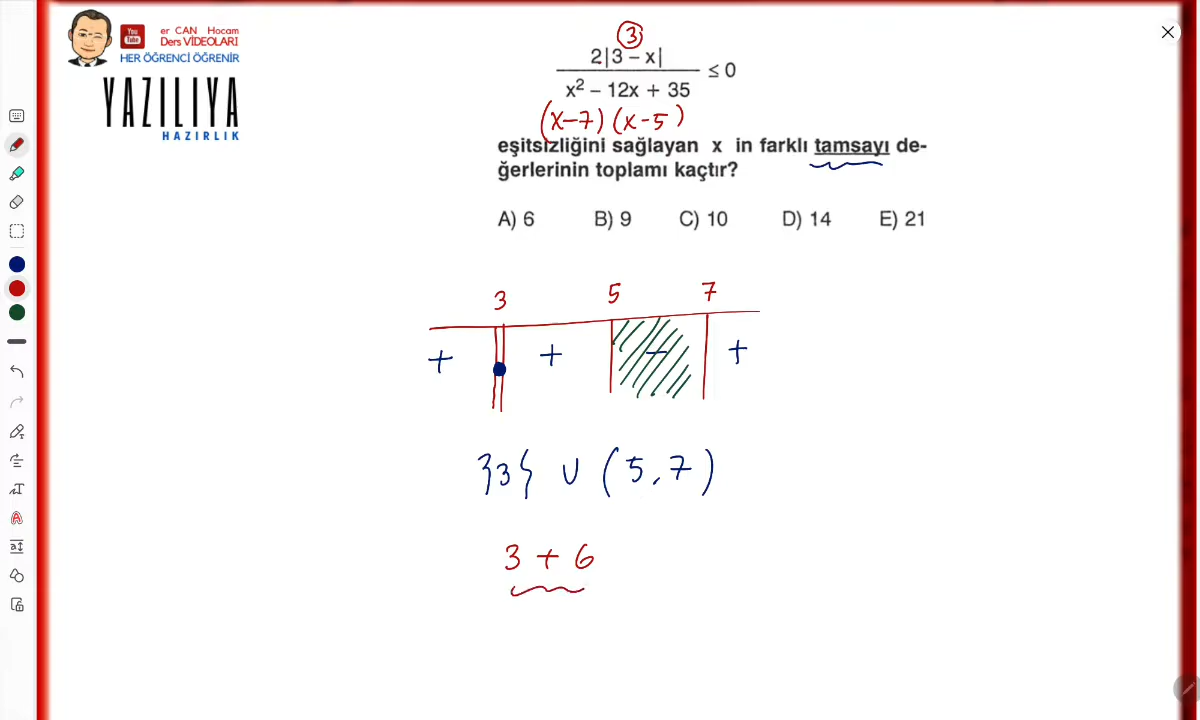 er CAN Hocam
You Tube
Ders VİDEOLARI
HER ÖĞRENCİ ÖĞRENİR
YAZILIYA
HAZIRLIK
3
2|3 – x|
x² – 12x + 35
≤ 0
(x-7) (x-5)
eşitsizliğini sağlayan x in farklı tamsayı de-
ğerlerinin toplamı kaçtır?
A) 6 B) 9 C) 10 D) 14 E) 21
3 5 7
+ + - +
}3{ ∪ (5,7)
3 + 6